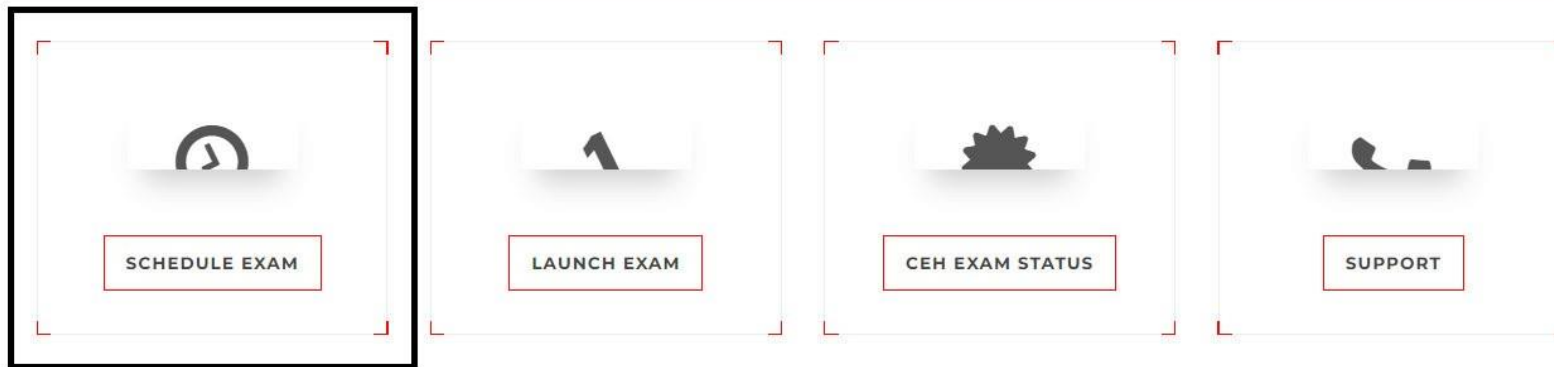 SCHEDULE EXAM
LAUNCH EXAM
CEH EXAM STATUS
SUPPORT